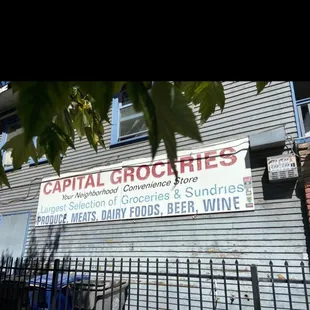 CAPITAL GROCERIES
Your Neighborhood Convenience Store
Largest Selection of Groceries & Sundries
PRODUCE, MEATS, DAIRY FOODS, BEER, WINE